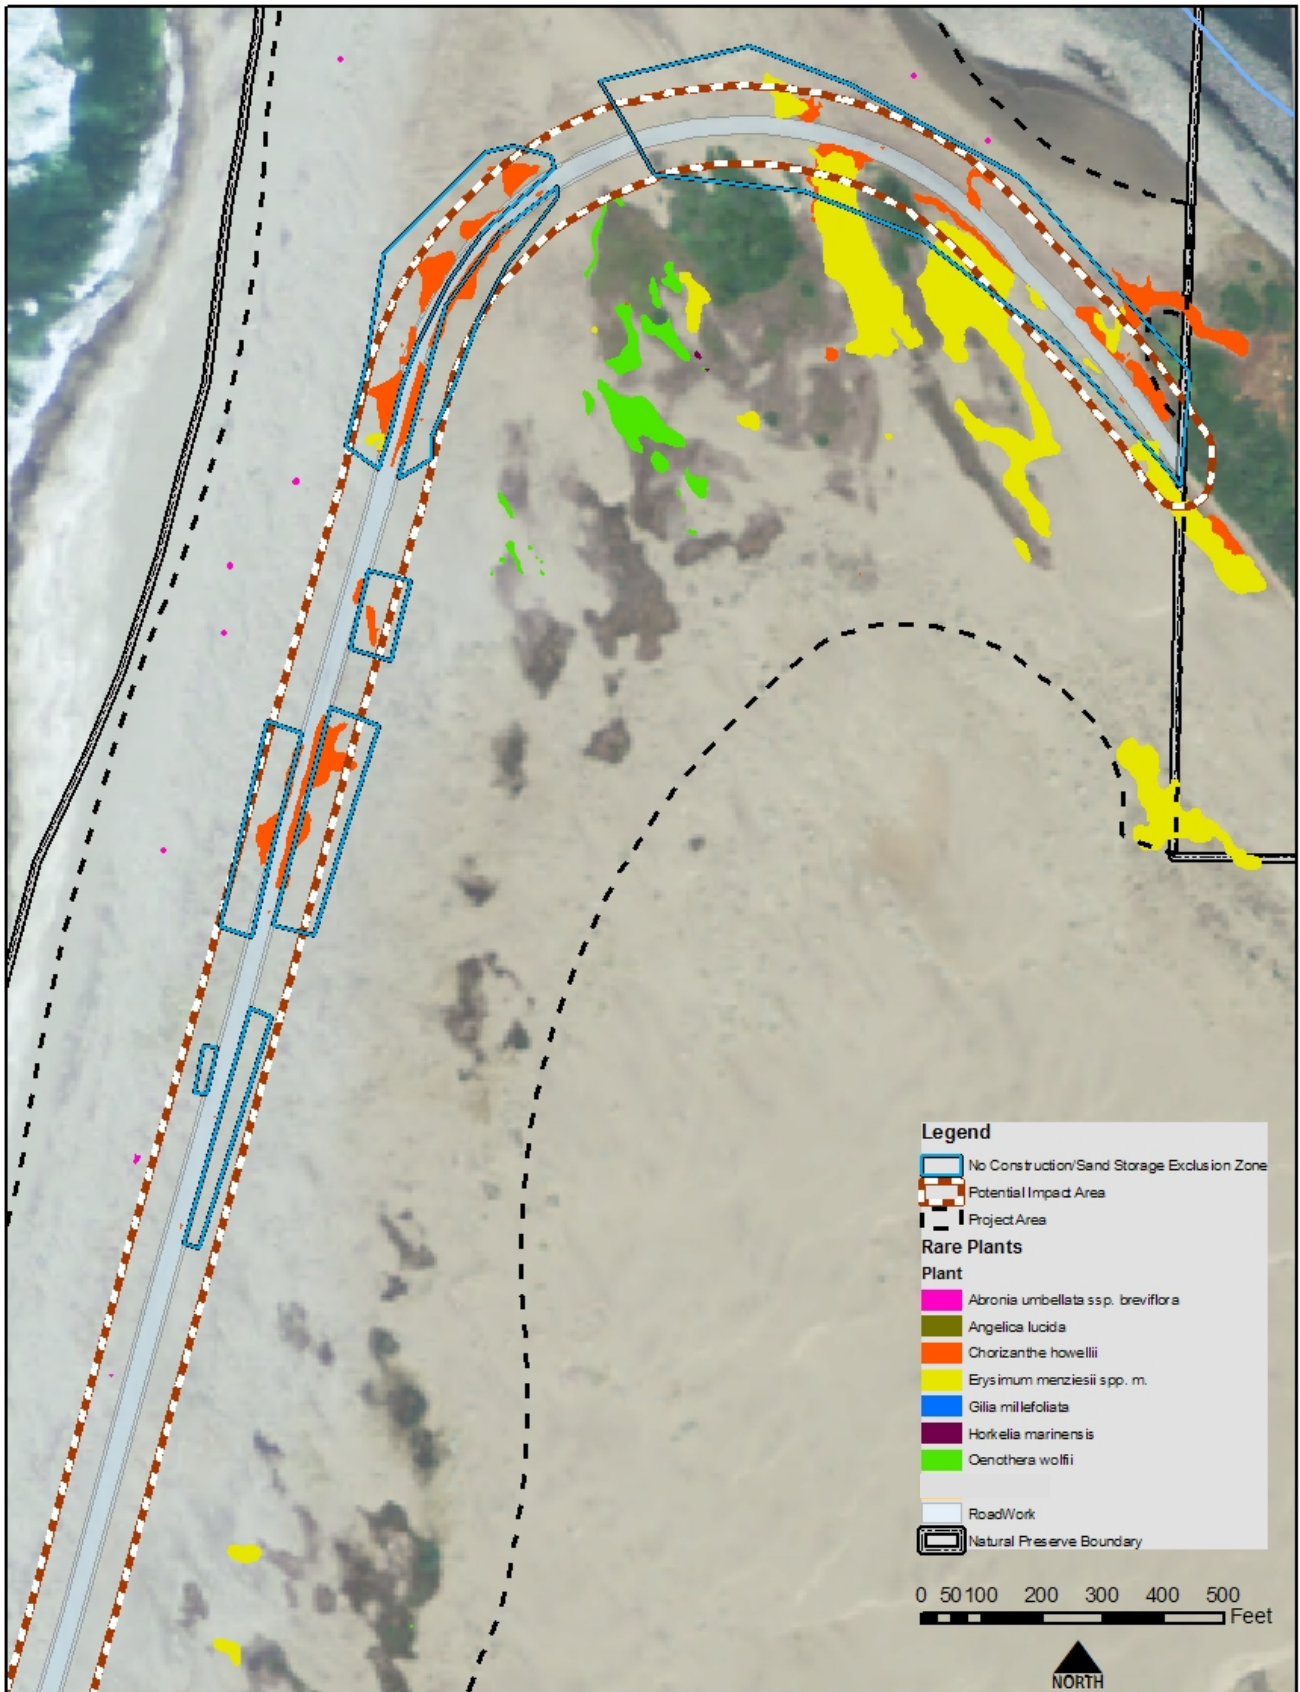 Legend
No Construction/Sand Storage Exclusion Zone
Potential Impact Area
Project Area
Rare Plants
Plant
Abronia umbellata ssp. breviflora
Angelica lucida
Chorizanthe howellii
Erysimum menziesii spp. m.
Gilia millefoliata
Horkelia marinensis
Oenothera wolfii
RoadWork
Natural Preserve Boundary
0 50 100 200 300 400 500
Feet
NORTH